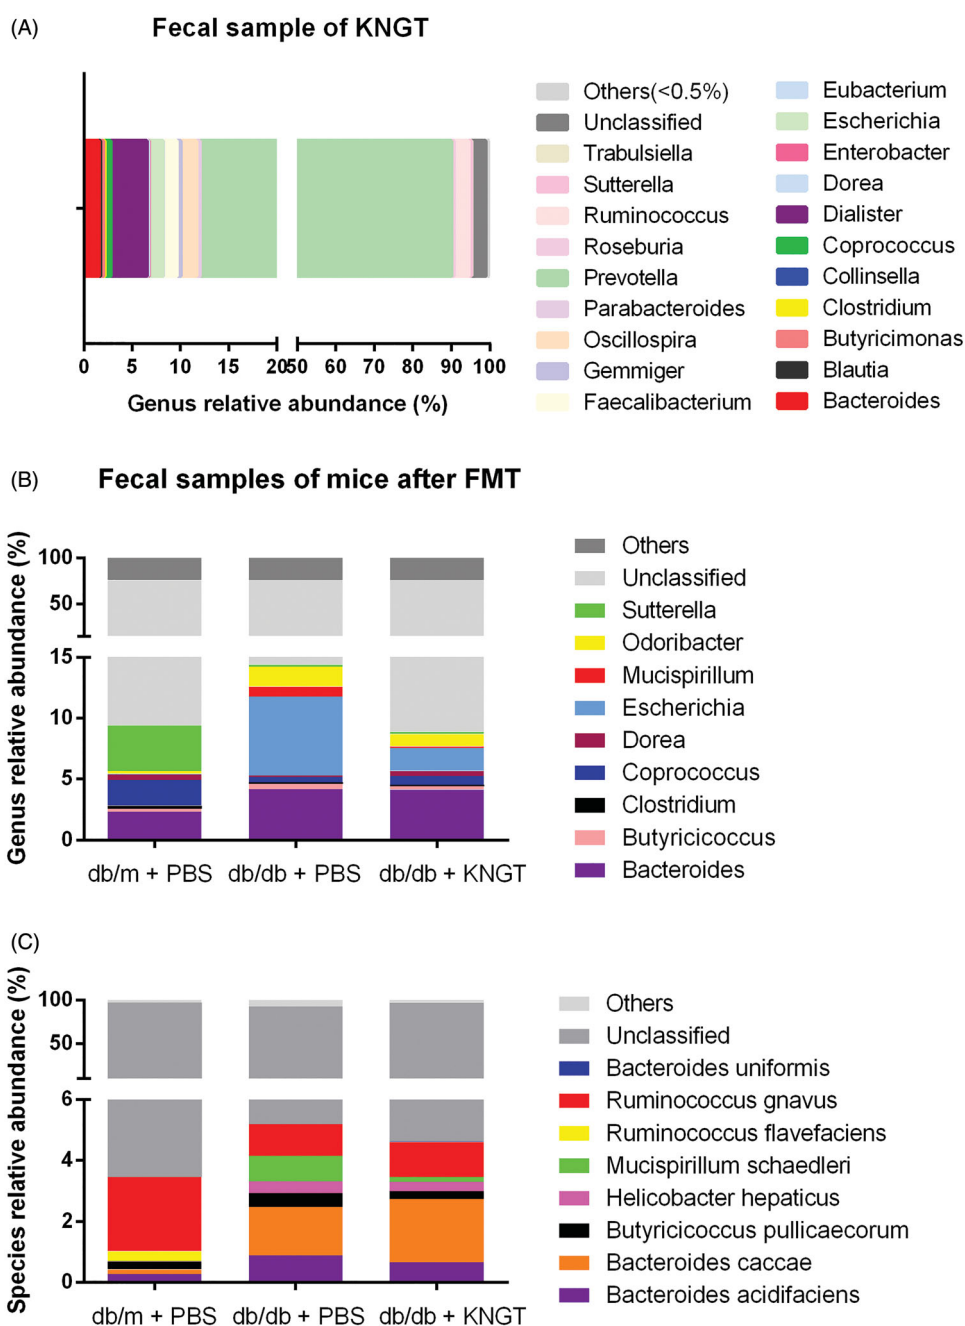 (A)
Fecal sample of KNGT
Others(<0.5%)
Unclassified
Trabulsiella
Sutterella
Ruminococcus
Roseburia
Prevotella
Parabacteroides
Oscillospira
Gemmiger
Faecalibacterium
Eubacterium
Escherichia
Enterobacter
Dorea
Dialister
Coprococcus
Collinsella
Clostridium
Butyricimonas
Blautia
Bacteroides
0 5 10 15 20 50 60 70 80 90 100
Genus relative abundance (%)
(B)
Fecal samples of mice after FMT
Genus relative abundance (%)
100
50
15
10
5
0
db/m + PBS db/db + PBS db/db + KNGT
Others
Unclassified
Sutterella
Odoribacter
Mucispirillum
Escherichia
Dorea
Coprococcus
Clostridium
Butyricicoccus
Bacteroides
(C)
Species relative abundance (%)
100
50
6
4
2
0
db/m + PBS db/db + PBS db/db + KNGT
Others
Unclassified
Bacteroides uniformis
Ruminococcus gnavus
Ruminococcus flavefaciens
Mucispirillum schaedleri
Helicobacter hepaticus
Butyricicoccus pullicaecorum
Bacteroides caccae
Bacteroides acidifaciens